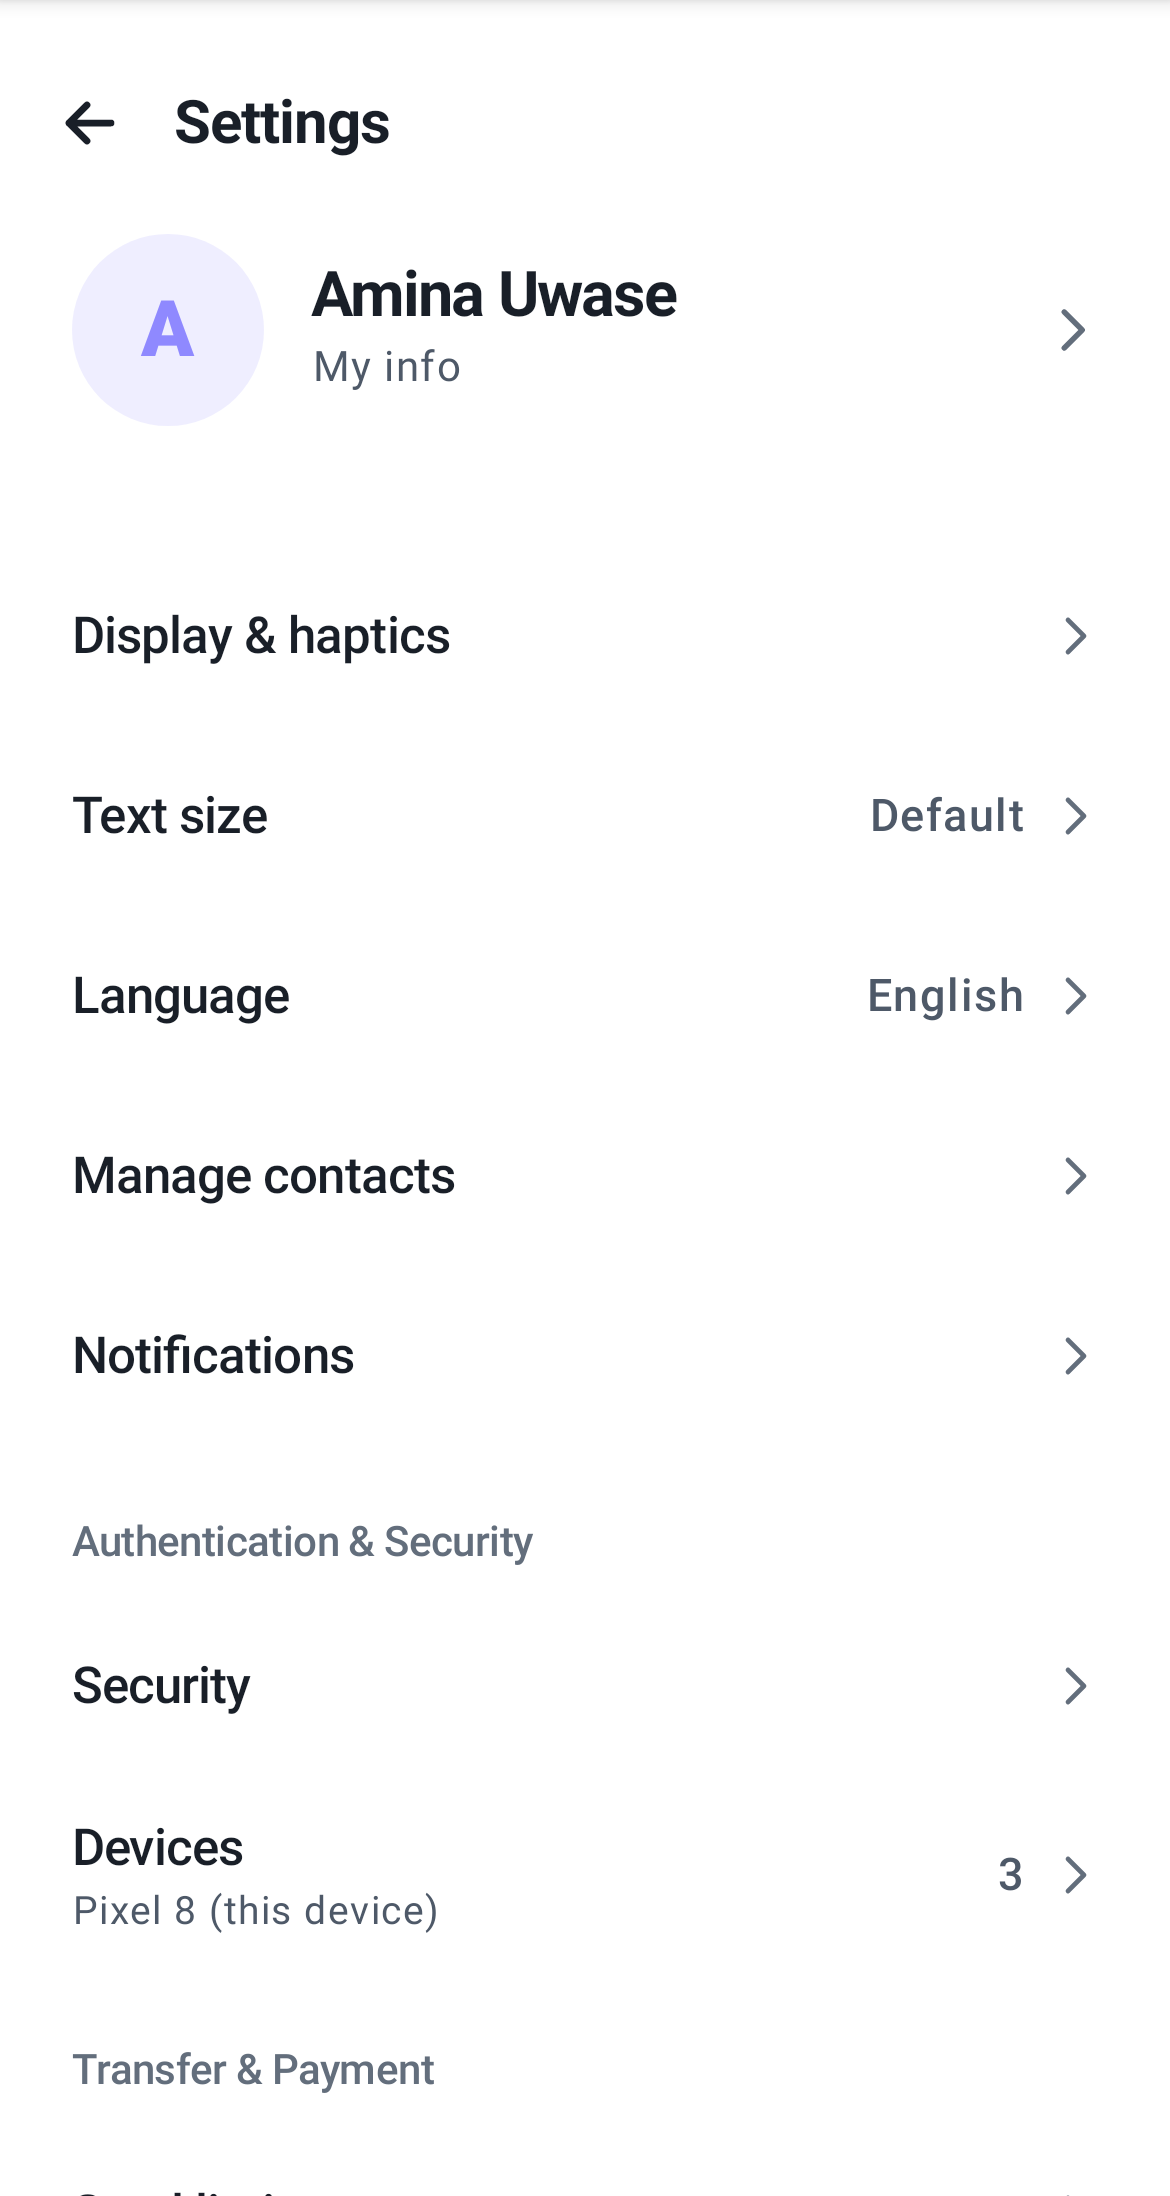 Settings
A
Amina Uwase
My info
Display & haptics
Text size
Default
Language
English
Manage contacts
Notifications
Authentication & Security
Security
Devices
Pixel 8 (this device)
3
Transfer & Payment